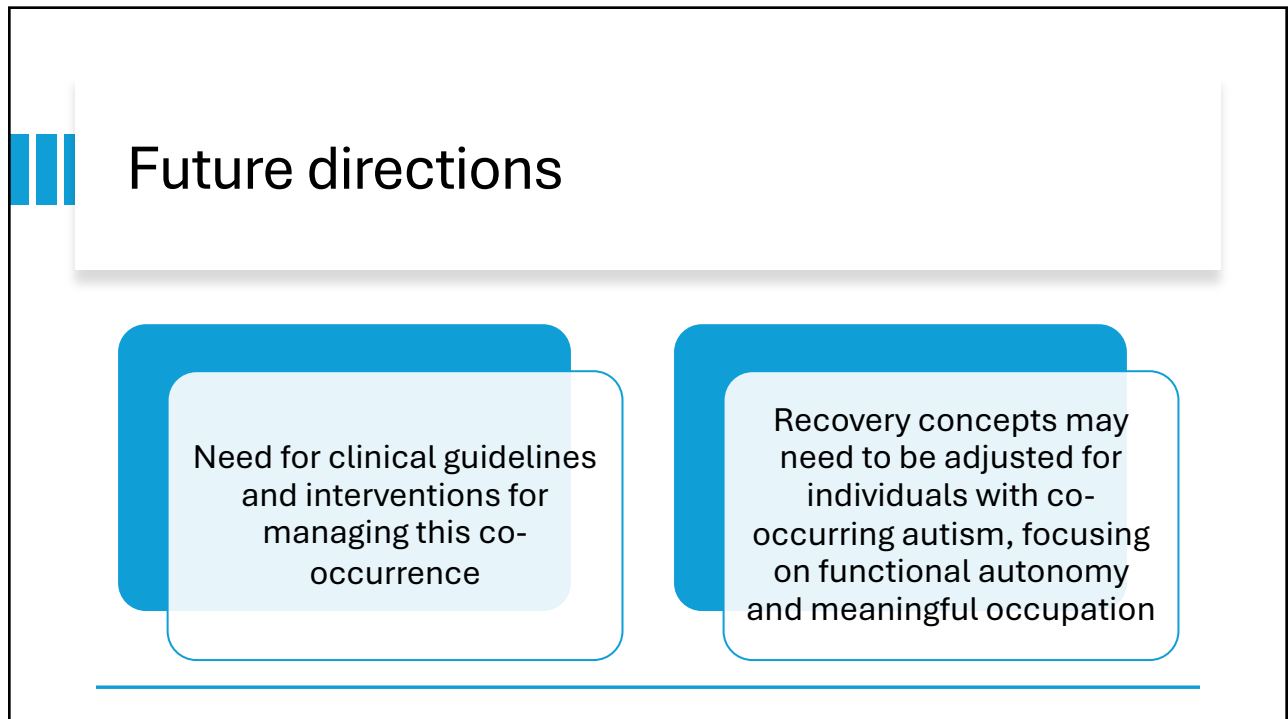 Future directions
Need for clinical guidelines
and interventions for
managing this co-
occurrence
Recovery concepts may
need to be adjusted for
individuals with co-
occurring autism, focusing
on functional autonomy
and meaningful occupation